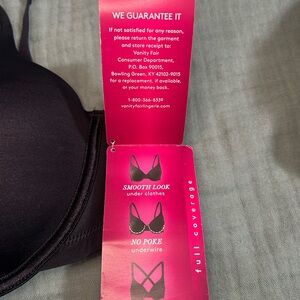 WE GUARANTEE IT
If not satisfied for any reason,
please return the garment
and store receipt to:
Vanity Fair
Consumer Department,
P.O. Box 90015,
Bowling Green, KY 42102-9015
for a replacement, if available,
or your money back.
1-800-366-8339
vanityfairlingerie.com
SMOOTH LOOK
under clothes
NO POKE
underwire
full coverage